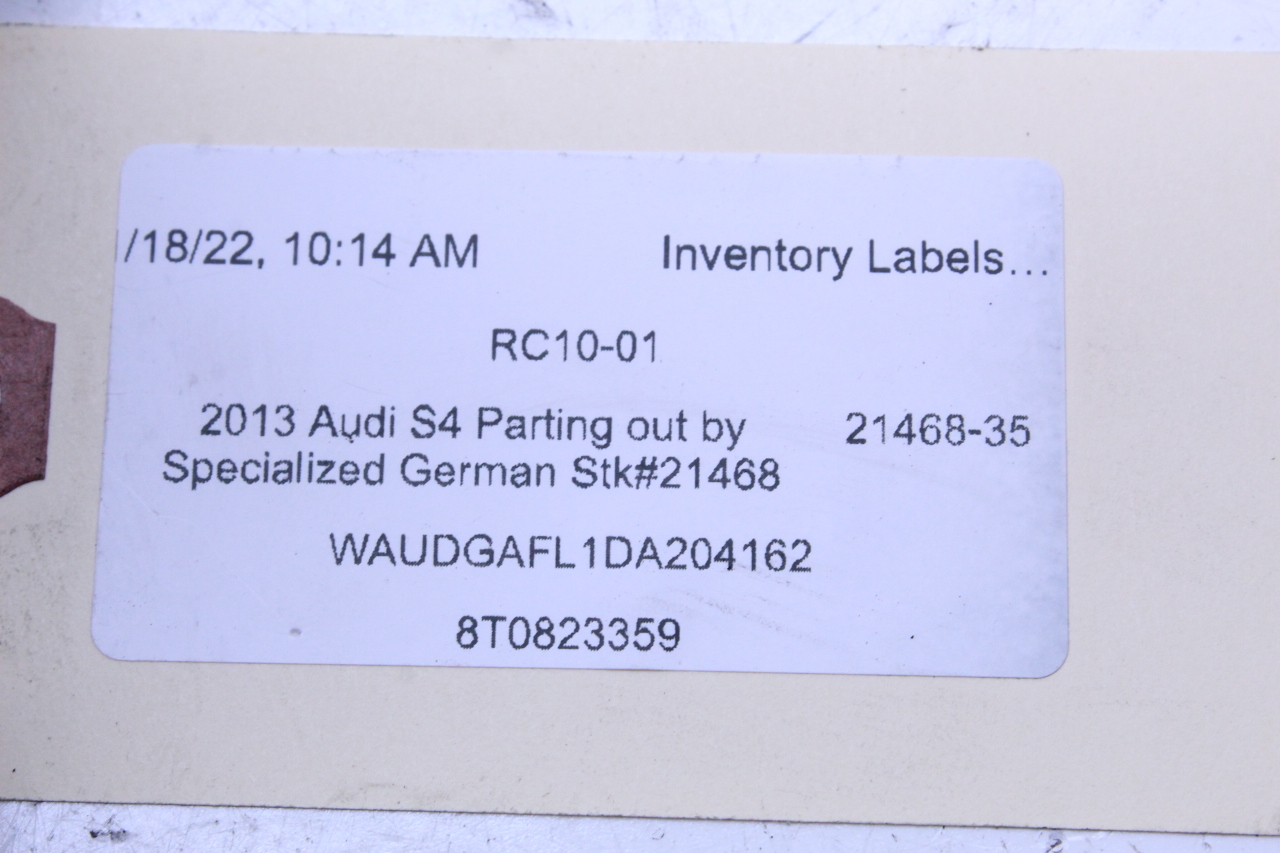 /18/22, 10:14 AM Inventory Labels...
RC10-01
2013 Audi S4 Parting out by 21468-35
Specialized German Stk#21468
WAUDGAFL1DA204162
8T0823359